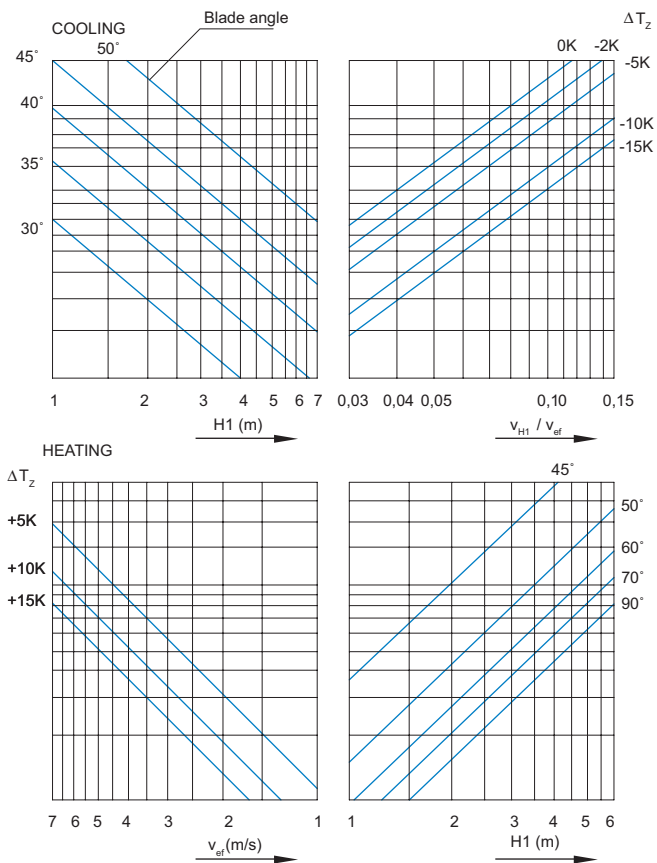 COOLING
Blade angle
ΔT_Z
45° 50° 0K -2K -5K
40°
35°
30°
-10K
-15K
1 2 3 4 5 6 7
H1 (m)
0,03 0,04 0,05 0,10 0,15
v_H1 / v_ef
HEATING
ΔT_Z
+5K
+10K
+15K
45°
50°
60°
70°
90°
7 6 5 4 3 2 1
v_ef (m/s)
1 2 3 4 5 6
H1 (m)